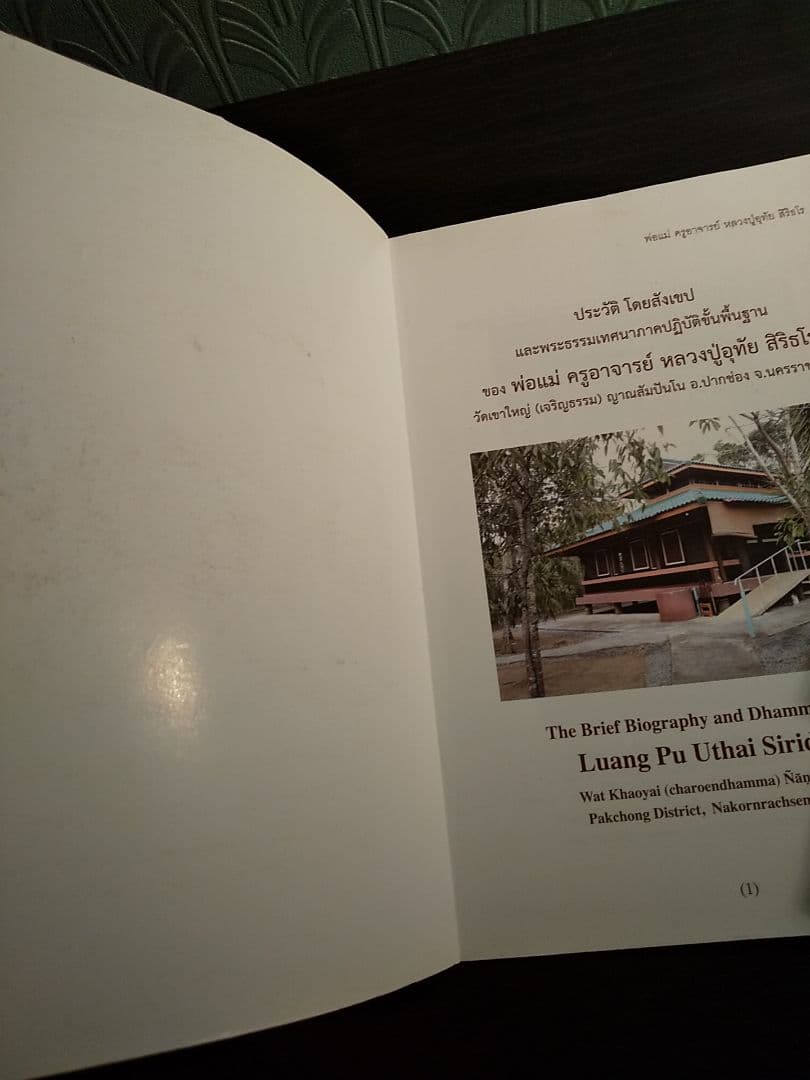 พ่อแม่ ครูอาจารย์ หลวงปู่อุทัย สิริธโร
ประวัติ โดยสังเขป
และพระธรรมเทศนาภาคปฏิบัติขั้นพื้นฐาน
ของ พ่อแม่ ครูอาจารย์ หลวงปู่อุทัย สิริธโร
วัดเขาใหญ่ (เจริญธรรม) ญาณสัมปันโน อ.ปากช่อง จ.นครราช
The Brief Biography and Dhamm
Luang Pu Uthai Sirid
Wat Khaoyai (charoendhamma) Ñāṇ
Pakchong District, Nakornrachsem
(1)